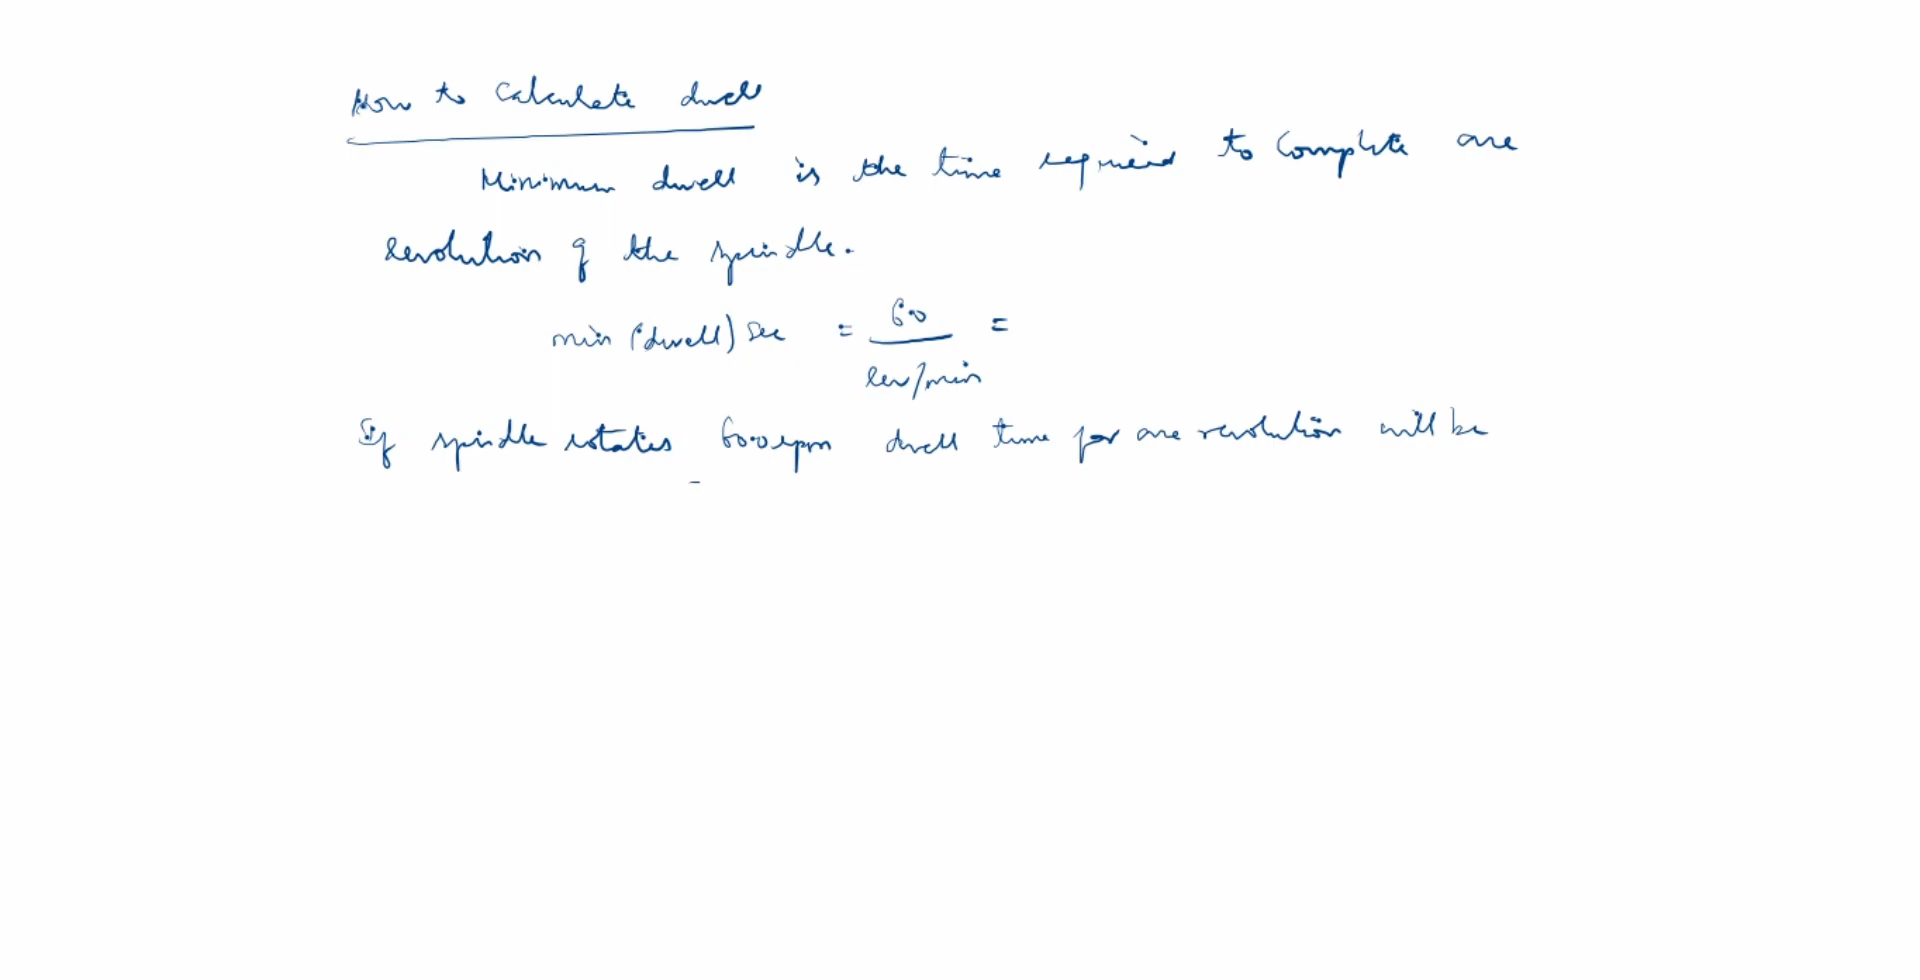 How to Calculate dwell
Minimum dwell is the time required to Complete one
revolution of the spindle.
min (dwell) sec = 60 / rev/min =
If spindle rotates 600rpm dwell time for one revolution will be